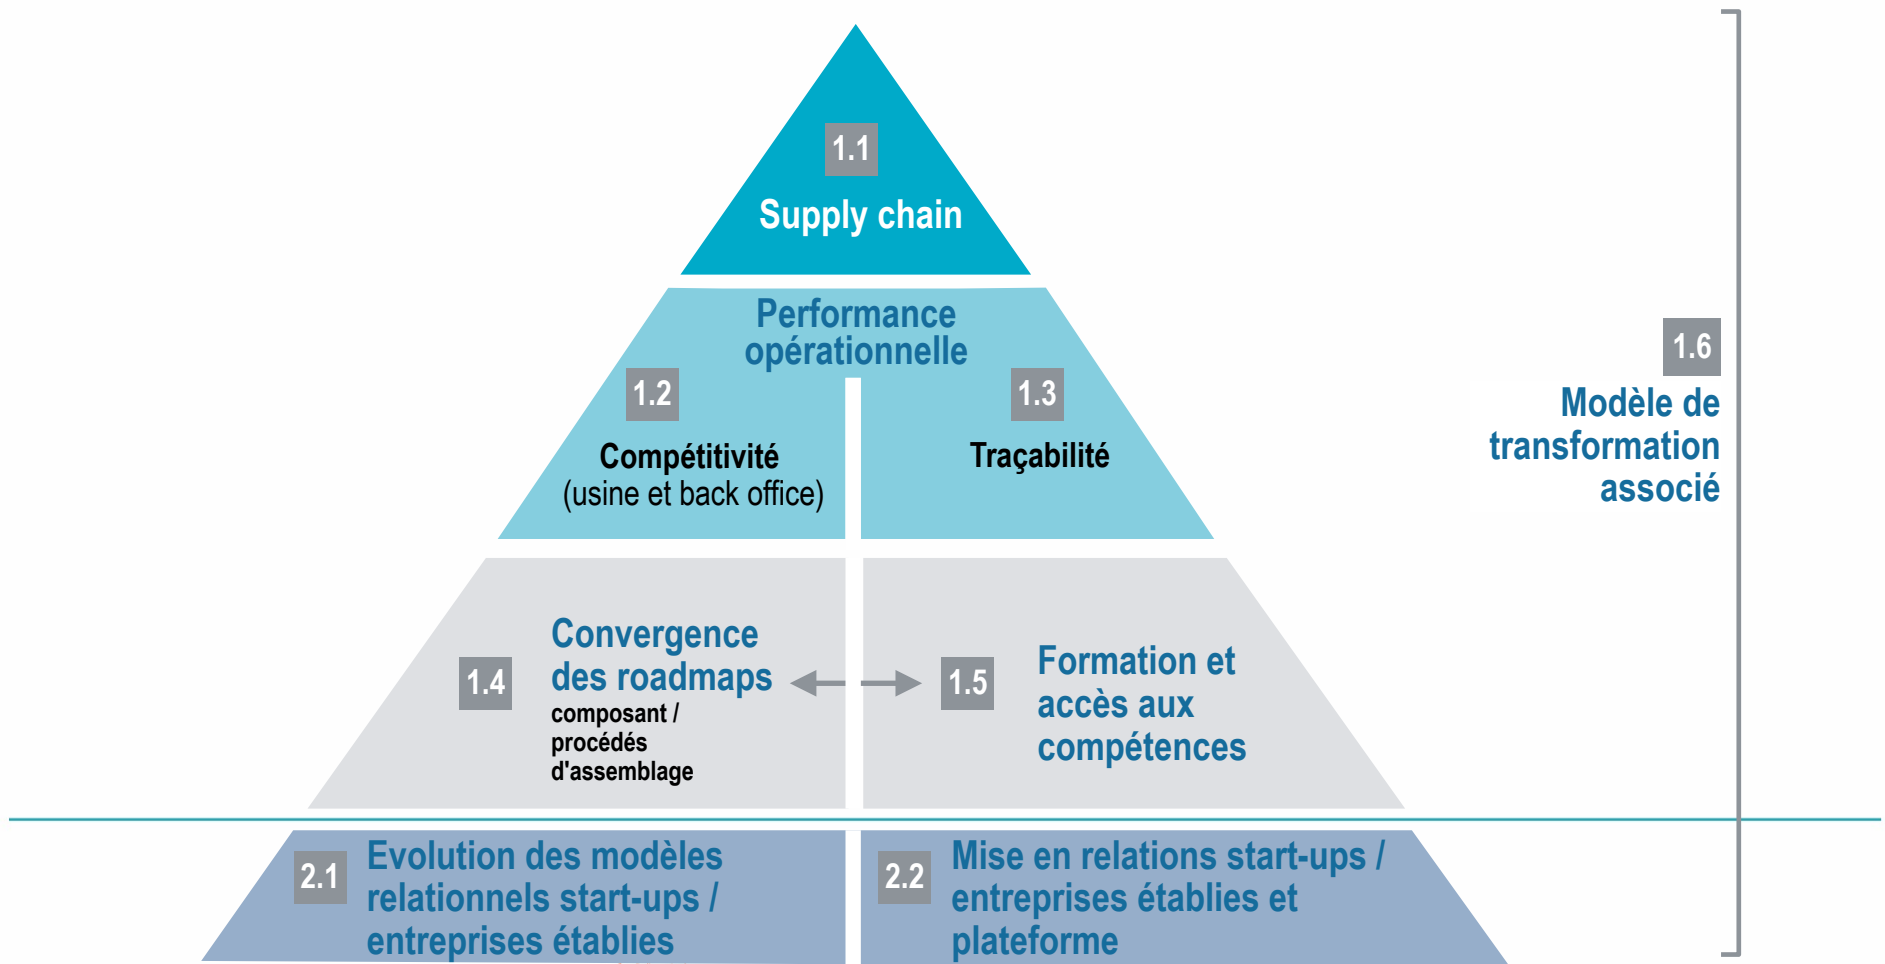 1.1
Supply chain
Performance
opérationnelle
1.2
Compétitivité
(usine et back office)
1.3
Traçabilité
1.6
Modèle de
transformation
associé
1.4
Convergence
des roadmaps
composant /
procédés
d'assemblage
1.5
Formation et
accès aux
compétences
2.1
Evolution des modèles
relationnels start-ups /
entreprises établies
2.2
Mise en relations start-ups /
entreprises établies et
plateforme